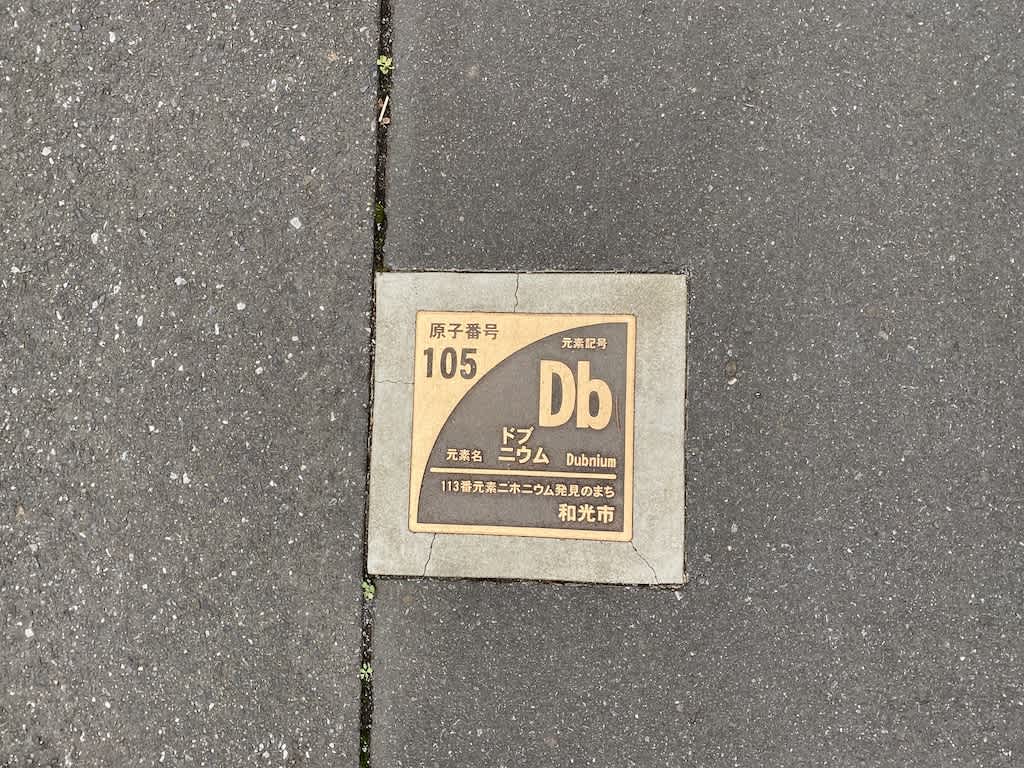 原子番号
105
元素記号
Db
元素名
ドブ
ニウム
Dubnium
113番元素ニホニウム発見のまち
和光市